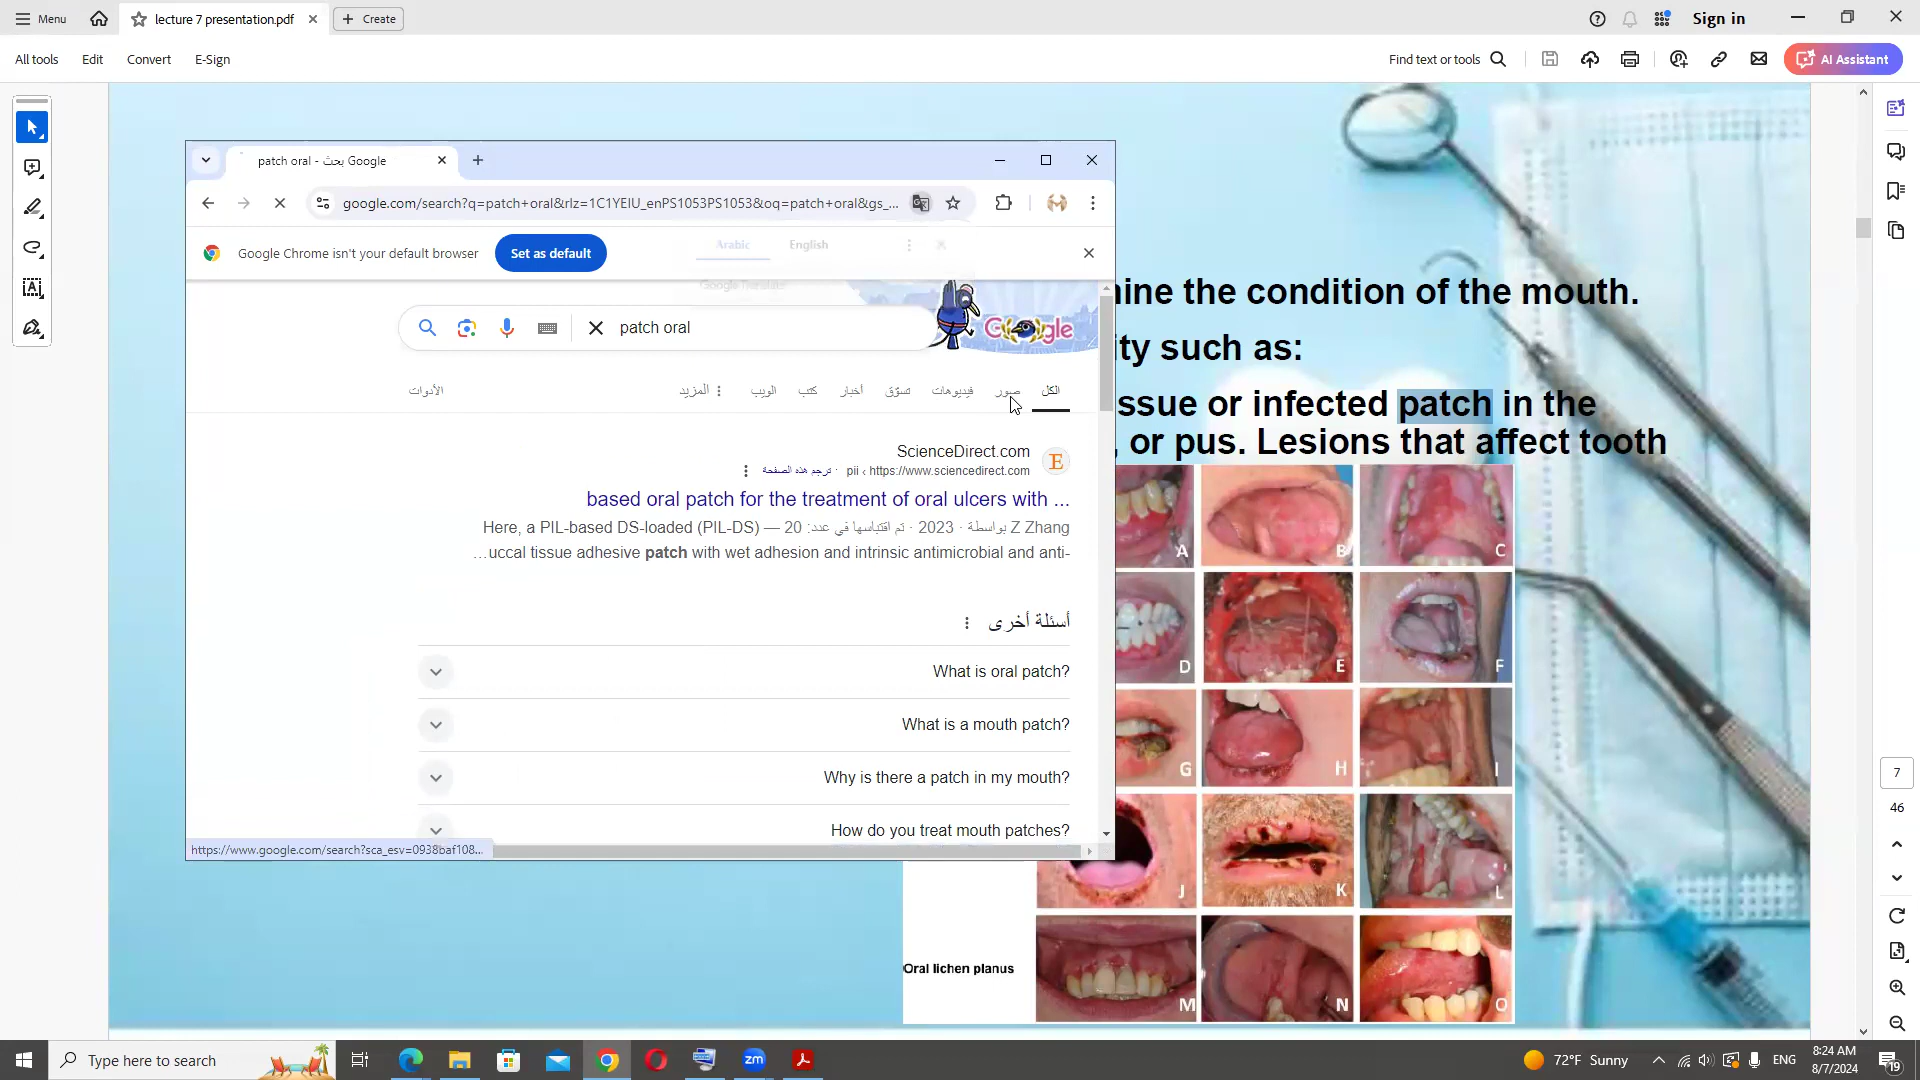 Menu
lecture 7 presentation.pdf
Create
Sign in
All tools
Edit
Convert
E-Sign
Find text or tools
AI Assistant
patch oral - بحث Google
google.com/search?q=patch+oral&rlz=1C1YEIU_enPS1053PS1053&oq=patch+oral&gs_...
Google Chrome isn't your default browser
Set as default
Arabic
English
Google Translate
patch oral
Google
الكل
صور
فيديوهات
تسوّق
أخبار
كتب
الويب
المزيد
الأدوات
ScienceDirect.com
https://www.sciencedirect.com › pii · ترجم هذه الصفحة
based oral patch for the treatment of oral ulcers with ...
بواسطة Z Zhang · 2023 · تم اقتباسها في عدد: 20 — Here, a PIL-based DS-loaded (PIL-DS)
...uccal tissue adhesive patch with wet adhesion and intrinsic antimicrobial and anti-
أسئلة أخرى
What is oral patch?
What is a mouth patch?
Why is there a patch in my mouth?
How do you treat mouth patches?
https://www.google.com/search?sca_esv=0938baf108...
the condition of the mouth.
such as:
or infected patch in the
, or pus. Lesions that affect tooth
A
B
C
D
E
F
G
H
I
J
K
L
Oral lichen planus
M
N
O
7
46
Type here to search
zm
72°F Sunny
ENG
8:24 AM
8/7/2024
19